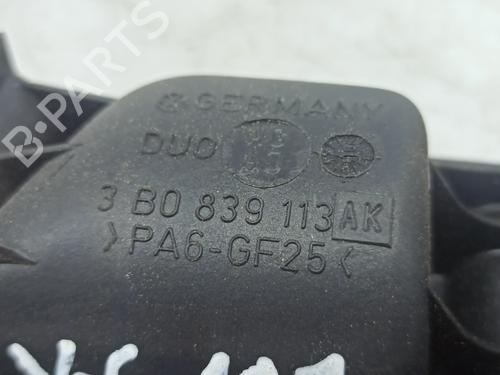 GERMANY
DUO
3 B0 839 113 AK
>PA6-GF25<
B-PARTS